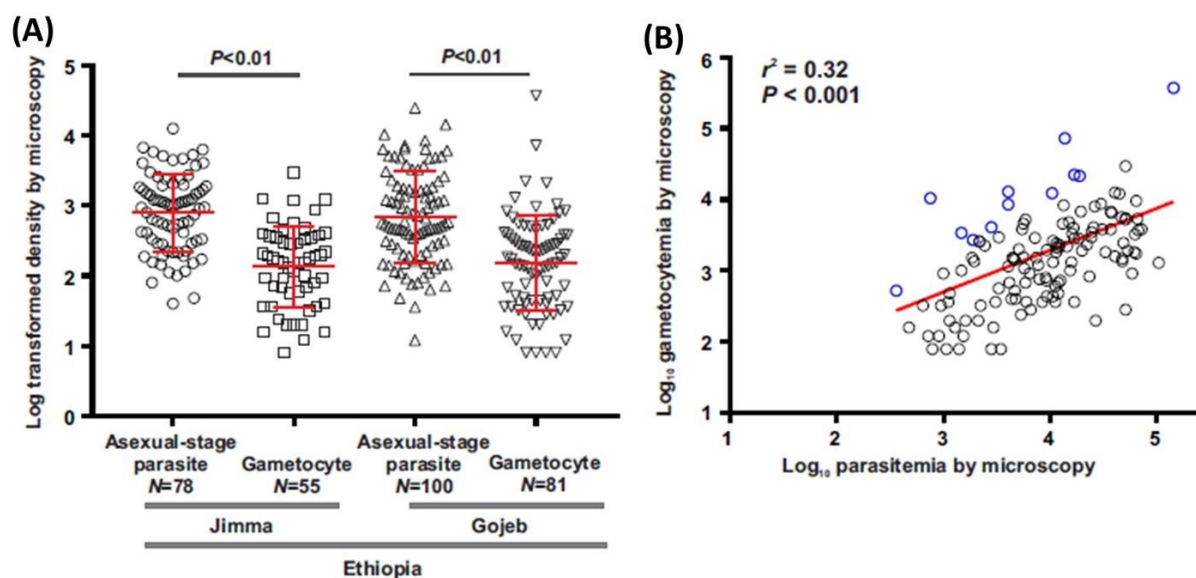 (A)
Log transformed density by microscopy
5
4
3
2
1
0
P<0.01
P<0.01
Asexual-stage
parasite
N=78
Gametocyte
N=55
Asexual-stage
parasite
N=100
Gametocyte
N=81
Jimma
Gojeb
Ethiopia
(B)
Log₁₀ gametocytemia by microscopy
6
5
4
3
2
1
r² = 0.32
P < 0.001
1
2
3
4
5
Log₁₀ parasitemia by microscopy